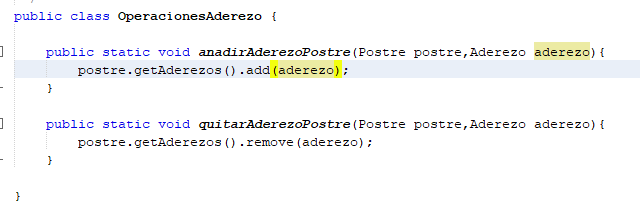 public class OperacionesAderezo {
public static void anadirAderezoPostre(Postre postre,Aderezo aderezo){
postre.getAderezos().add(aderezo);
}
public static void quitarAderezoPostre(Postre postre,Aderezo aderezo){
postre.getAderezos().remove(aderezo);
}
}